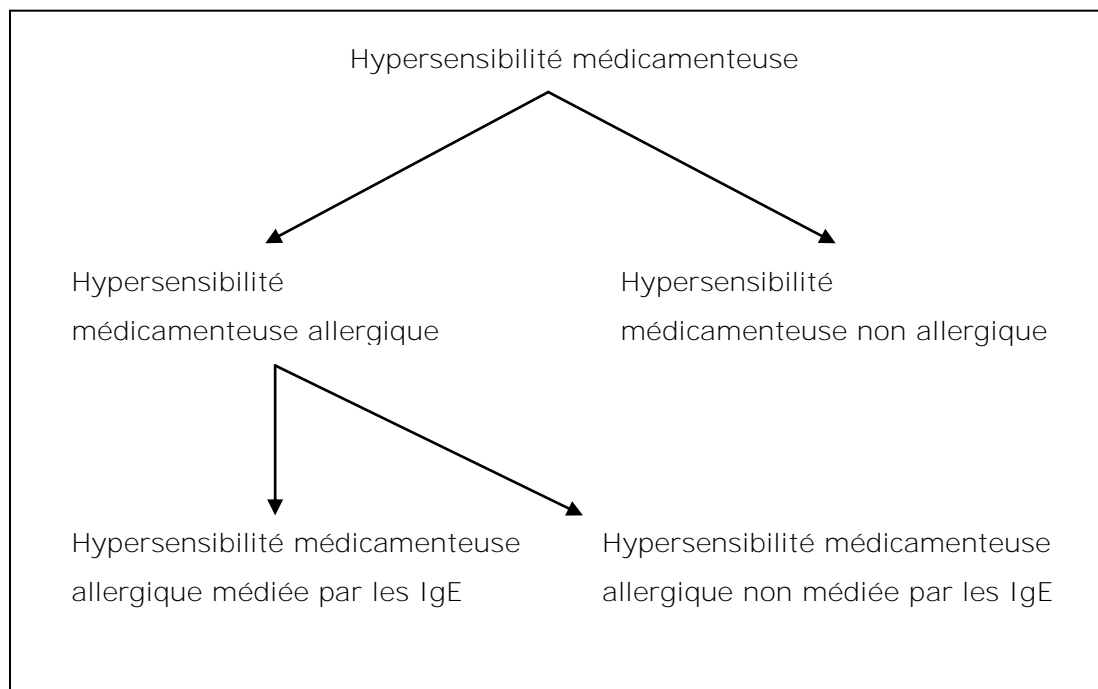 Hypersensibilité médicamenteuse
Hypersensibilité
médicamenteuse allergique
Hypersensibilité
médicamenteuse non allergique
Hypersensibilité médicamenteuse
allergique médiée par les IgE
Hypersensibilité médicamenteuse
allergique non médiée par les IgE